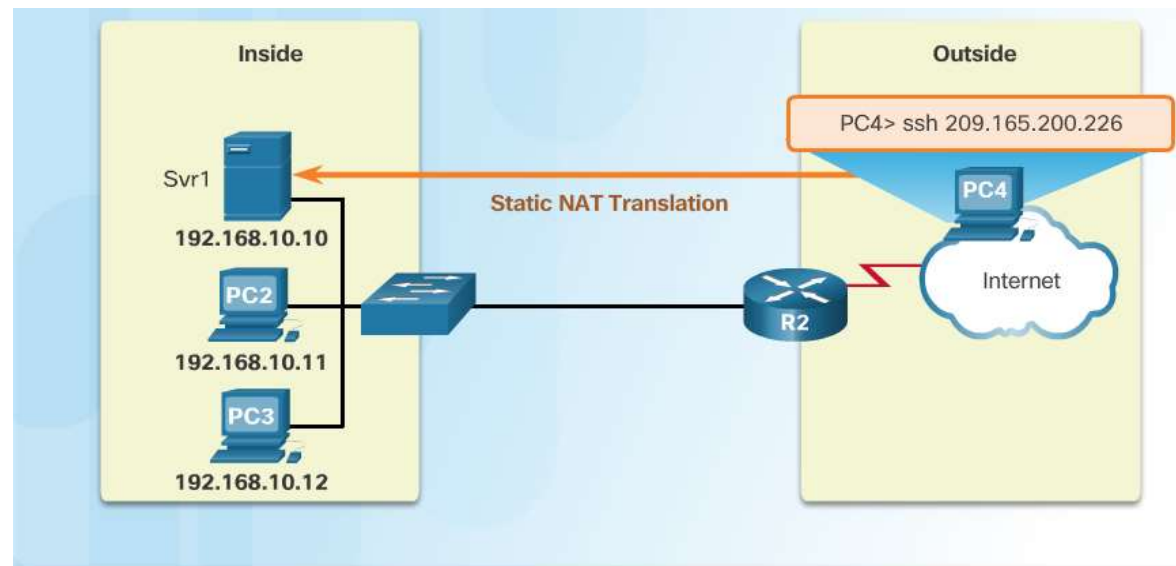 Inside
Outside
PC4> ssh 209.165.200.226
Svr1
Static NAT Translation
PC4
192.168.10.10
PC2
Internet
R2
192.168.10.11
PC3
192.168.10.12